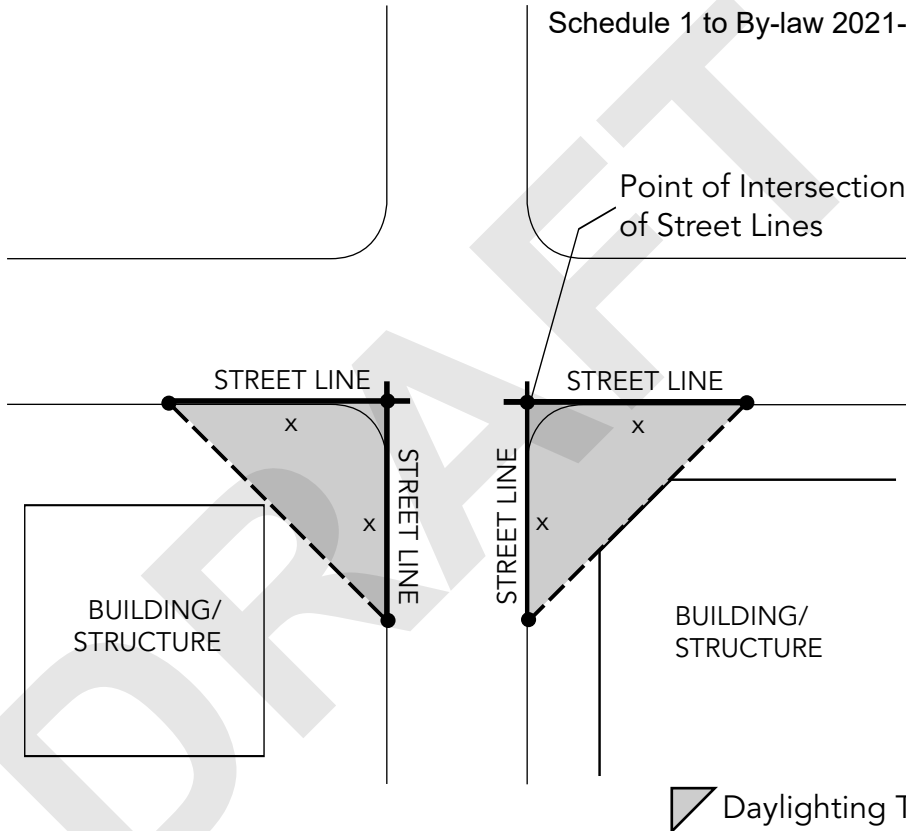 Schedule 1 to By-law 2021-
Point of Intersection
of Street Lines
STREET LINE
STREET LINE
x
x
STREET LINE
STREET LINE
x
x
BUILDING/
STRUCTURE
BUILDING/
STRUCTURE
Daylighting T
DRAFT